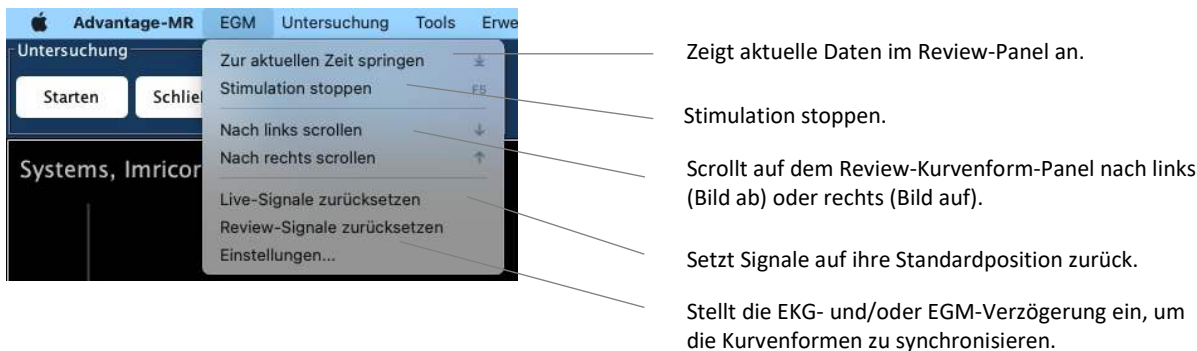 Advantage-MR EGM Untersuchung Tools Erwe
Untersuchung
Starten Schließ
Zur aktuellen Zeit springen
Stimulation stoppen F5
Nach links scrollen ↓
Nach rechts scrollen ↑
Live-Signale zurücksetzen
Review-Signale zurücksetzen
Einstellungen...
Systems, Imricor
Zeigt aktuelle Daten im Review-Panel an.
Stimulation stoppen.
Scrollt auf dem Review-Kurvenform-Panel nach links
(Bild ab) oder rechts (Bild auf).
Setzt Signale auf ihre Standardposition zurück.
Stellt die EKG- und/oder EGM-Verzögerung ein, um
die Kurvenformen zu synchronisieren.